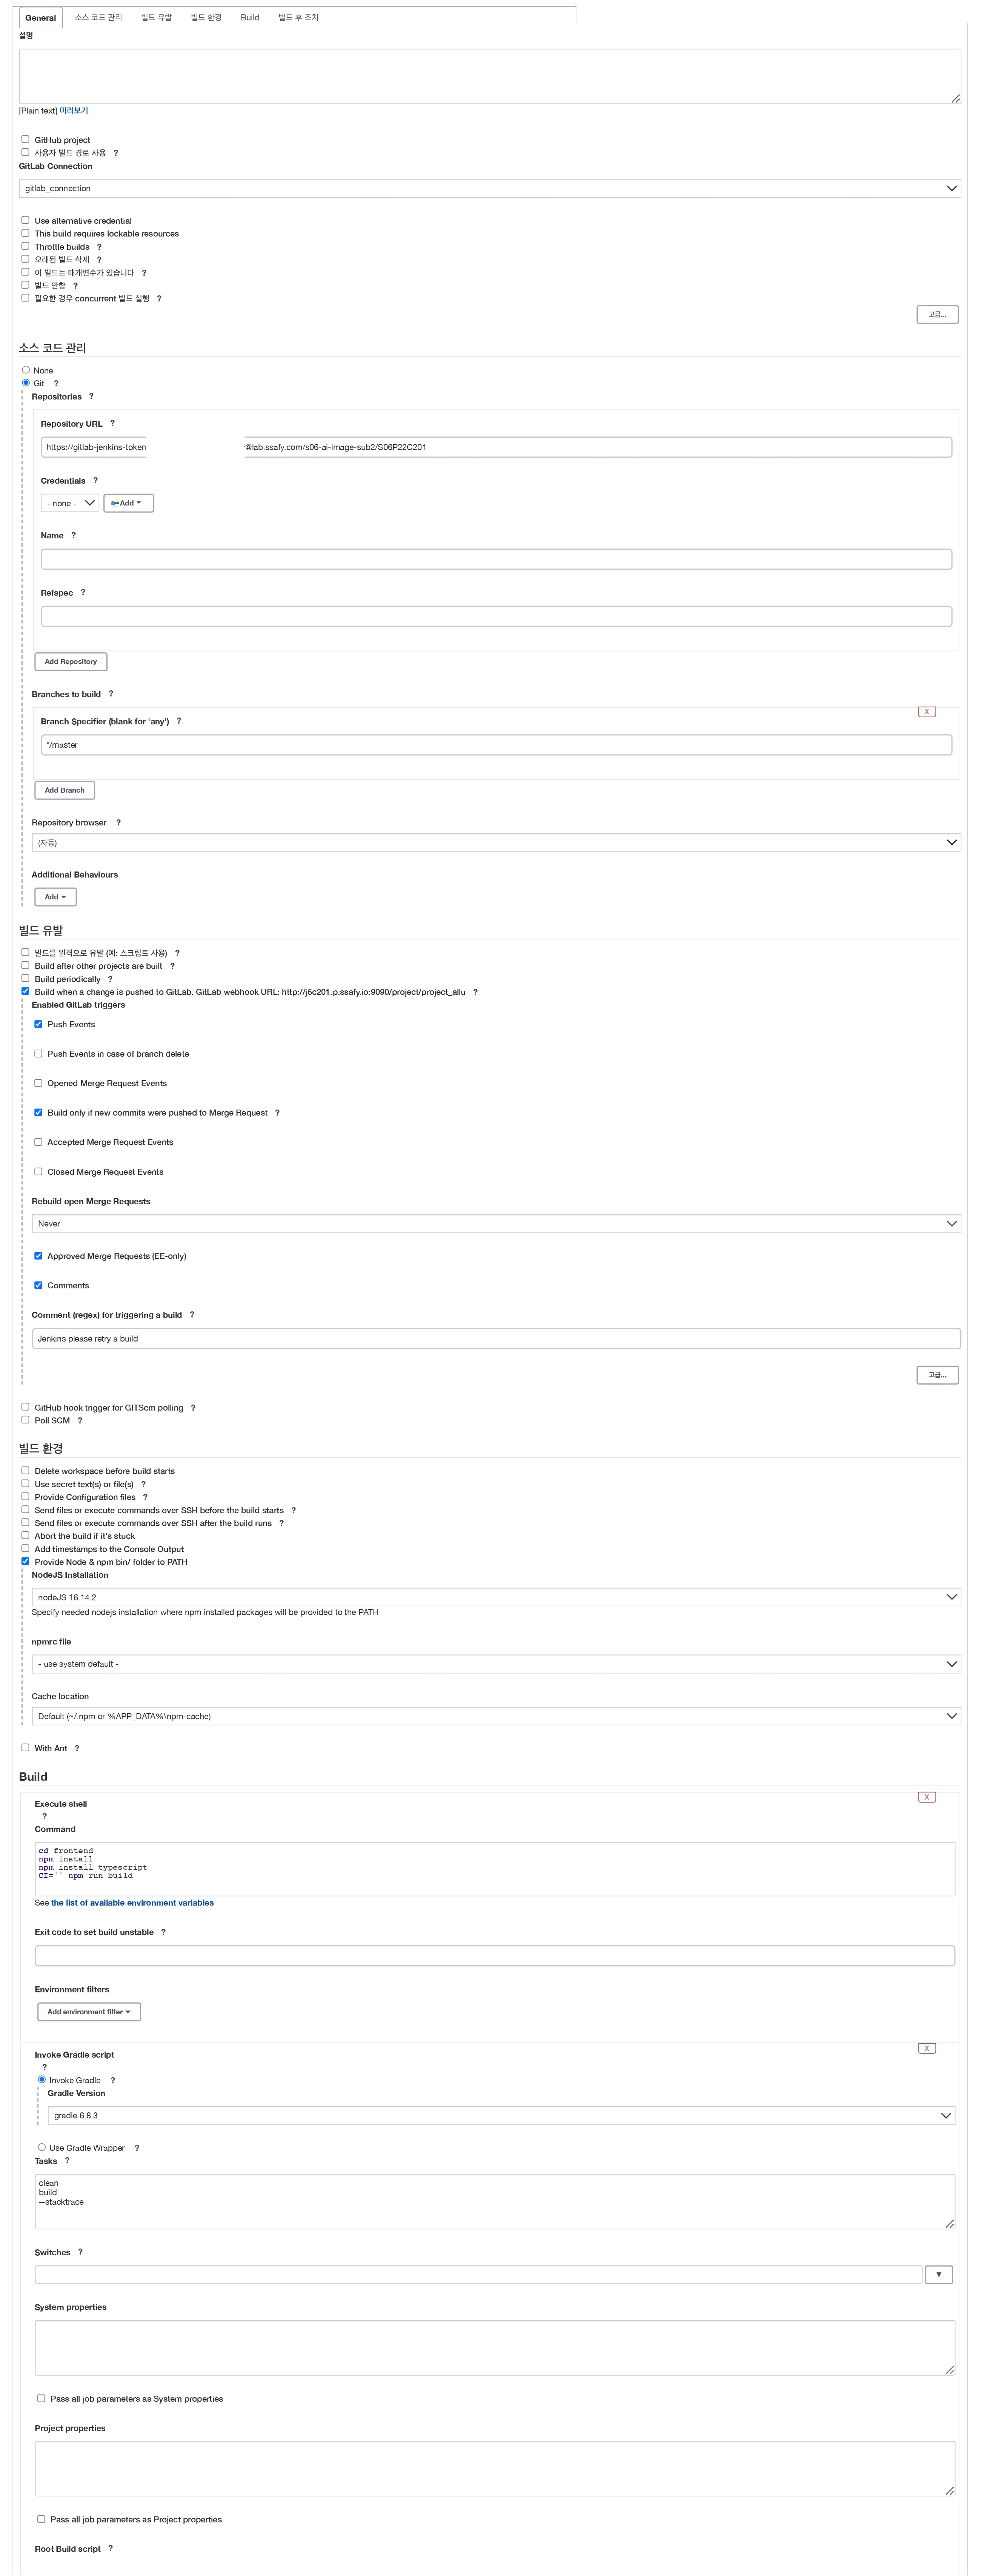 General 소스 코드 관리 빌드 유발 빌드 환경 Build 빌드 후 조치
설명
[Plain text] 미리보기
GitHub project
사용자 빌드 경로 사용 ?
GitLab Connection
gitlab_connection
Use alternative credential
This build requires lockable resources
Throttle builds ?
오래된 빌드 삭제 ?
이 빌드는 매개변수가 있습니다 ?
빌드 안함 ?
필요한 경우 concurrent 빌드 실행 ?
고급...
소스 코드 관리
None
Git ?
Repositories ?
Repository URL ?
https://gitlab-jenkins-token @lab.ssafy.com/s06-ai-image-sub2/S06P22C201
Credentials ?
- none - Add
Name ?
Refspec ?
Add Repository
Branches to build ?
X
Branch Specifier (blank for 'any') ?
*/master
Add Branch
Repository browser ?
(자동)
Additional Behaviours
Add
빌드 유발
빌드를 원격으로 유발 (예: 스크립트 사용) ?
Build after other projects are built ?
Build periodically ?
Build when a change is pushed to GitLab. GitLab webhook URL: http://j6c201.p.ssafy.io:9090/project/project_allu ?
Enabled GitLab triggers
Push Events
Push Events in case of branch delete
Opened Merge Request Events
Build only if new commits were pushed to Merge Request ?
Accepted Merge Request Events
Closed Merge Request Events
Rebuild open Merge Requests
Never
Approved Merge Requests (EE-only)
Comments
Comment (regex) for triggering a build ?
Jenkins please retry a build
고급...
GitHub hook trigger for GITScm polling ?
Poll SCM ?
빌드 환경
Delete workspace before build starts
Use secret text(s) or file(s) ?
Provide Configuration files ?
Send files or execute commands over SSH before the build starts ?
Send files or execute commands over SSH after the build runs ?
Abort the build if it's stuck
Add timestamps to the Console Output
Provide Node & npm bin/ folder to PATH
NodeJS Installation
nodeJS 16.14.2
Specify needed nodejs installation where npm installed packages will be provided to the PATH
npmrc file
- use system default -
Cache location
Default (~/.npm or %APP_DATA%\npm-cache)
With Ant ?
Build
X
Execute shell
?
Command
cd frontend
npm install
npm install typescript
CI='' npm run build
See the list of available environment variables
Exit code to set build unstable ?
Environment filters
Add environment filter
X
Invoke Gradle script
?
Invoke Gradle ?
Gradle Version
gradle 6.8.3
Use Gradle Wrapper ?
Tasks ?
clean
build
--stacktrace
Switches ?
▼
System properties
Pass all job parameters as System properties
Project properties
Pass all job parameters as Project properties
Root Build script ?